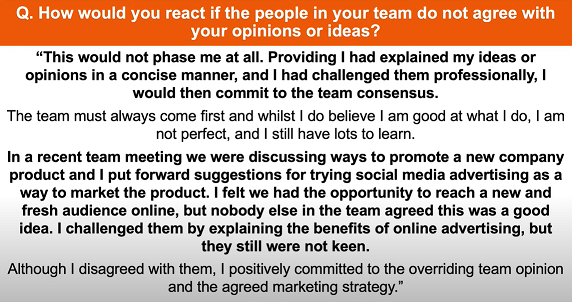 Q. How would you react if the people in your team do not agree with
your opinions or ideas?
“This would not phase me at all. Providing I had explained my ideas or
opinions in a concise manner, and I had challenged them professionally, I
would then commit to the team consensus.
The team must always come first and whilst I do believe I am good at what I do, I am
not perfect, and I still have lots to learn.
In a recent team meeting we were discussing ways to promote a new company
product and I put forward suggestions for trying social media advertising as a
way to market the product. I felt we had the opportunity to reach a new and
fresh audience online, but nobody else in the team agreed this was a good
idea. I challenged them by explaining the benefits of online advertising, but
they still were not keen.
Although I disagreed with them, I positively committed to the overriding team opinion
and the agreed marketing strategy.”